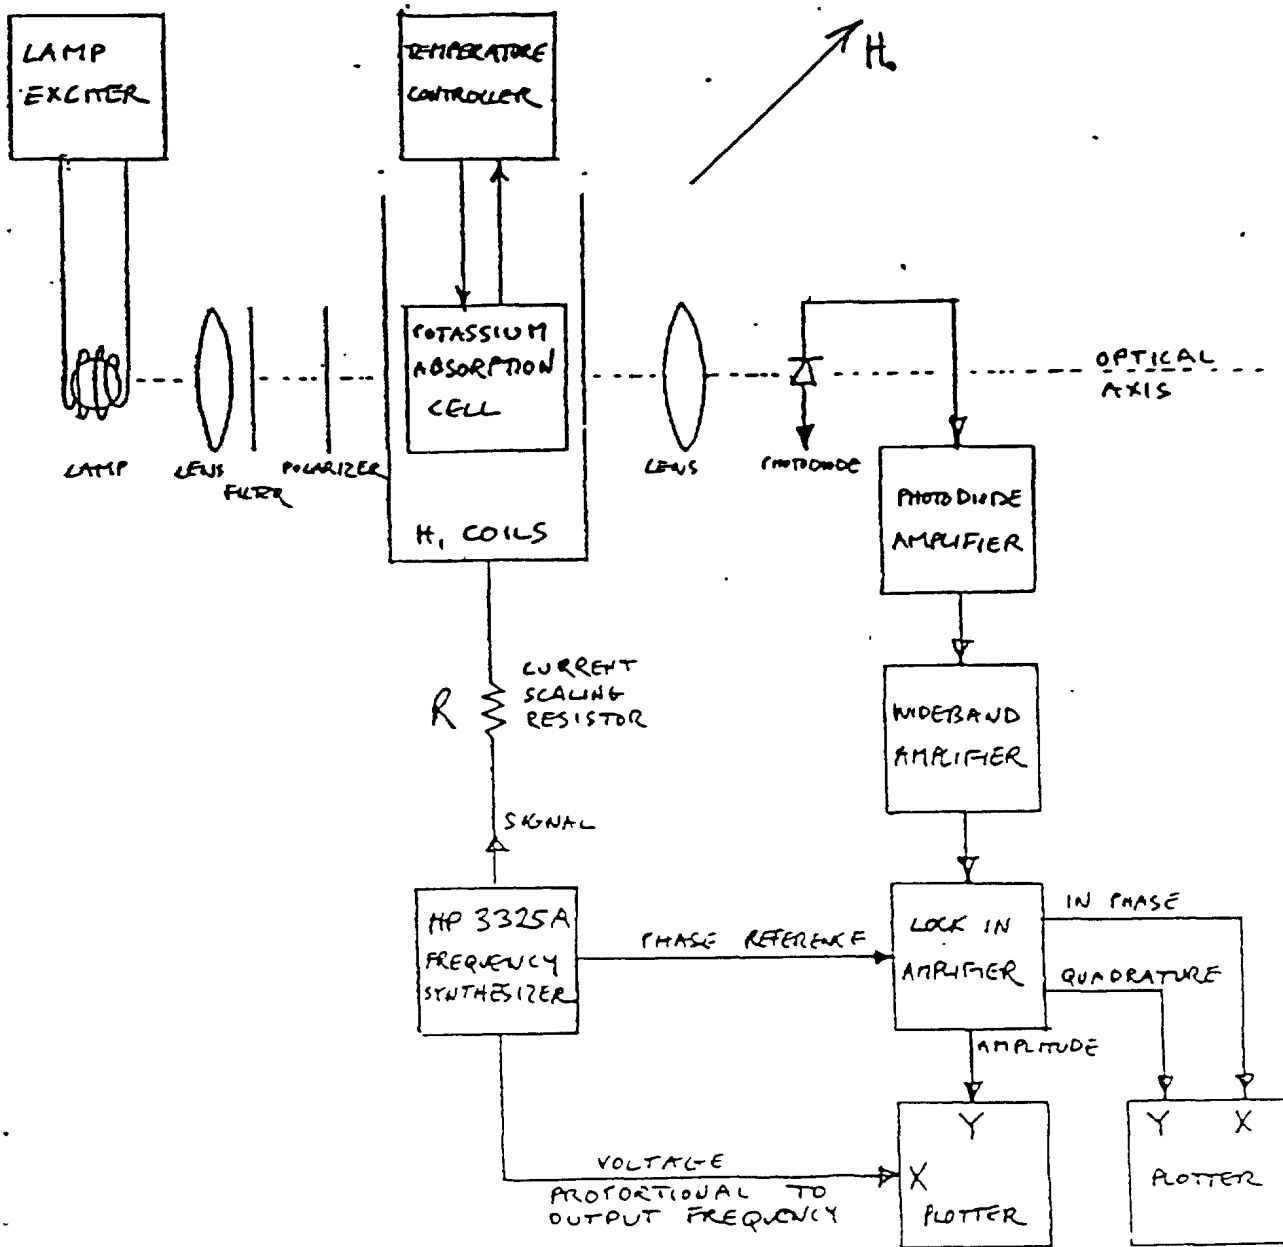 LAMP
EXCITER
TEMPERATURE
CONTROLLER
H₀
POTASSIUM
ABSORPTION
CELL
OPTICAL
AXIS
LAMP
LENS
FILTER
POLARIZER
LENS
PHOTODIODE
H₁ COILS
PHOTODIODE
AMPLIFIER
R
CURRENT
SCALING
RESISTOR
WIDEBAND
AMPLIFIER
SIGNAL
HP 3325A
FREQUENCY
SYNTHESIZER
PHASE REFERENCE
LOCK IN
AMPLIFIER
IN PHASE
QUADRATURE
AMPLITUDE
Y
X
PLOTTER
Y X
PLOTTER
VOLTAGE
PROPORTIONAL TO
OUTPUT FREQUENCY